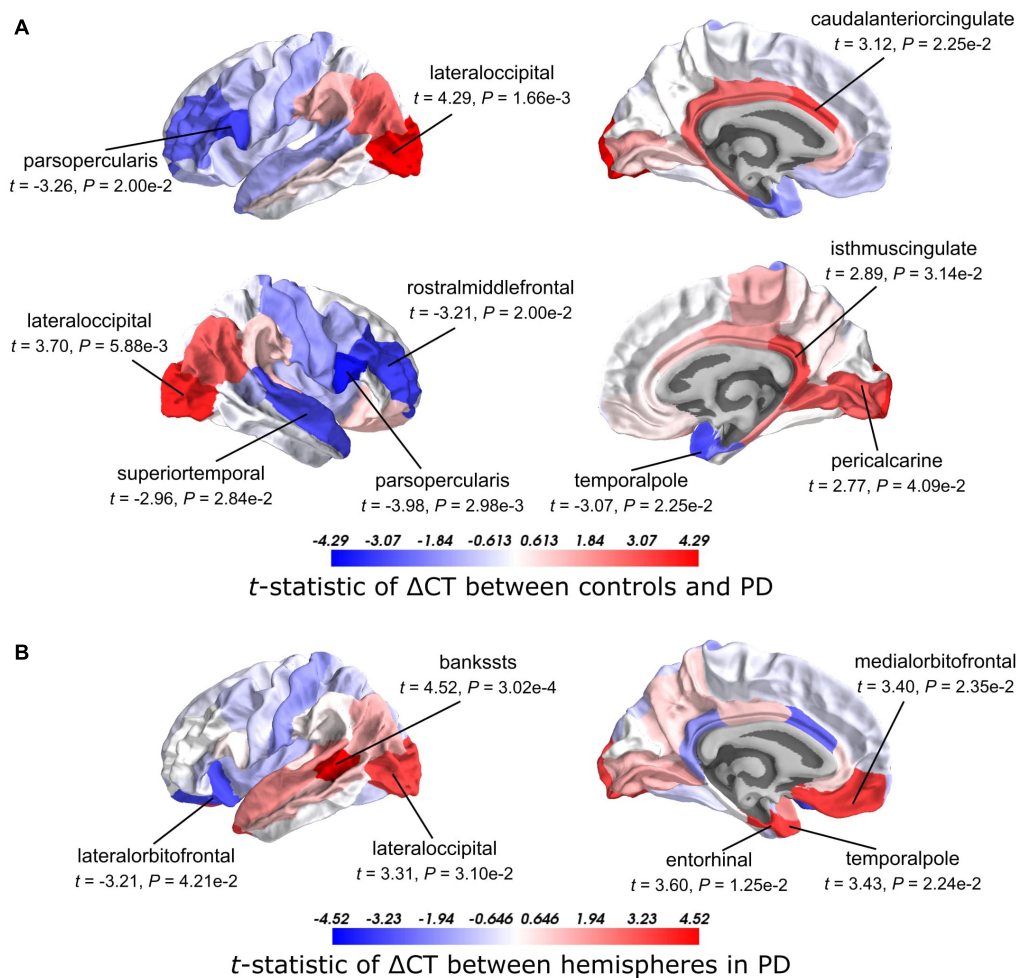 A
caudalanteriorcingulate
t = 3.12, P = 2.25e-2
lateraloccipital
t = 4.29, P = 1.66e-3
parsopercularis
t = -3.26, P = 2.00e-2
isthmuscingulate
t = 2.89, P = 3.14e-2
rostralmiddlefrontal
t = -3.21, P = 2.00e-2
lateraloccipital
t = 3.70, P = 5.88e-3
superiortemporal
t = -2.96, P = 2.84e-2
parsopercularis
t = -3.98, P = 2.98e-3
temporalpole
t = -3.07, P = 2.25e-2
pericalcarine
t = 2.77, P = 4.09e-2
-4.29 -3.07 -1.84 -0.613 0.613 1.84 3.07 4.29
t-statistic of ΔCT between controls and PD
B
bankssts
t = 4.52, P = 3.02e-4
medialorbitofrontal
t = 3.40, P = 2.35e-2
lateralorbitofrontal
t = -3.21, P = 4.21e-2
lateraloccipital
t = 3.31, P = 3.10e-2
entorhinal
t = 3.60, P = 1.25e-2
temporalpole
t = 3.43, P = 2.24e-2
-4.52 -3.23 -1.94 -0.646 0.646 1.94 3.23 4.52
t-statistic of ΔCT between hemispheres in PD